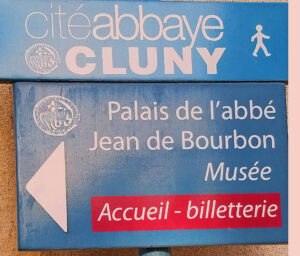 citéabbaye
CLUNY
Palais de l'abbé
Jean de Bourbon
Musée
Accueil - billetterie